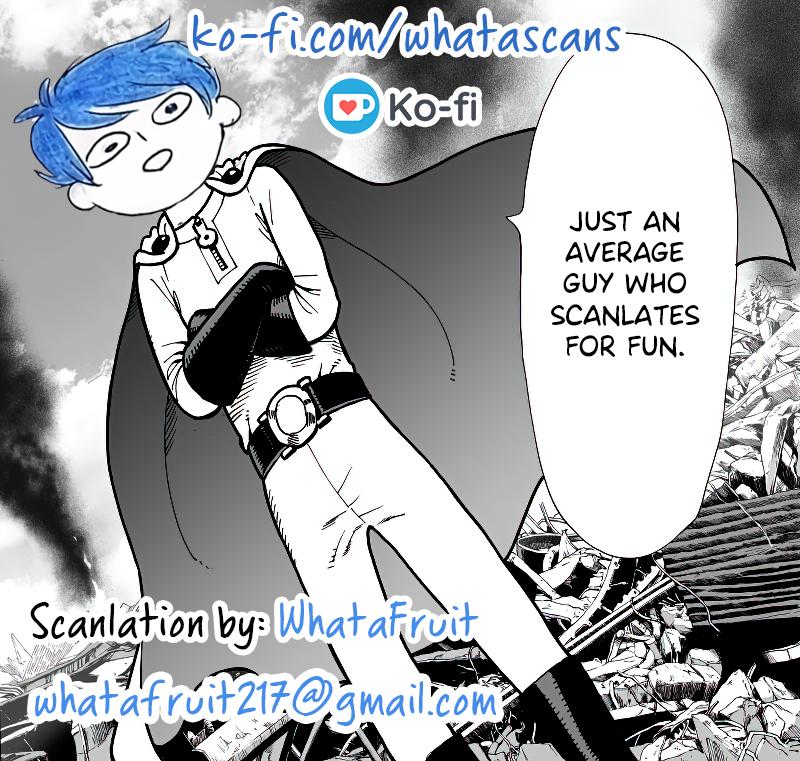 ko-fi.com/whatascans
Ko-fi
JUST AN
AVERAGE
GUY WHO
SCANLATES
FOR FUN.
Scanlation by: WhataFruit
whatafruit217@gmail.com